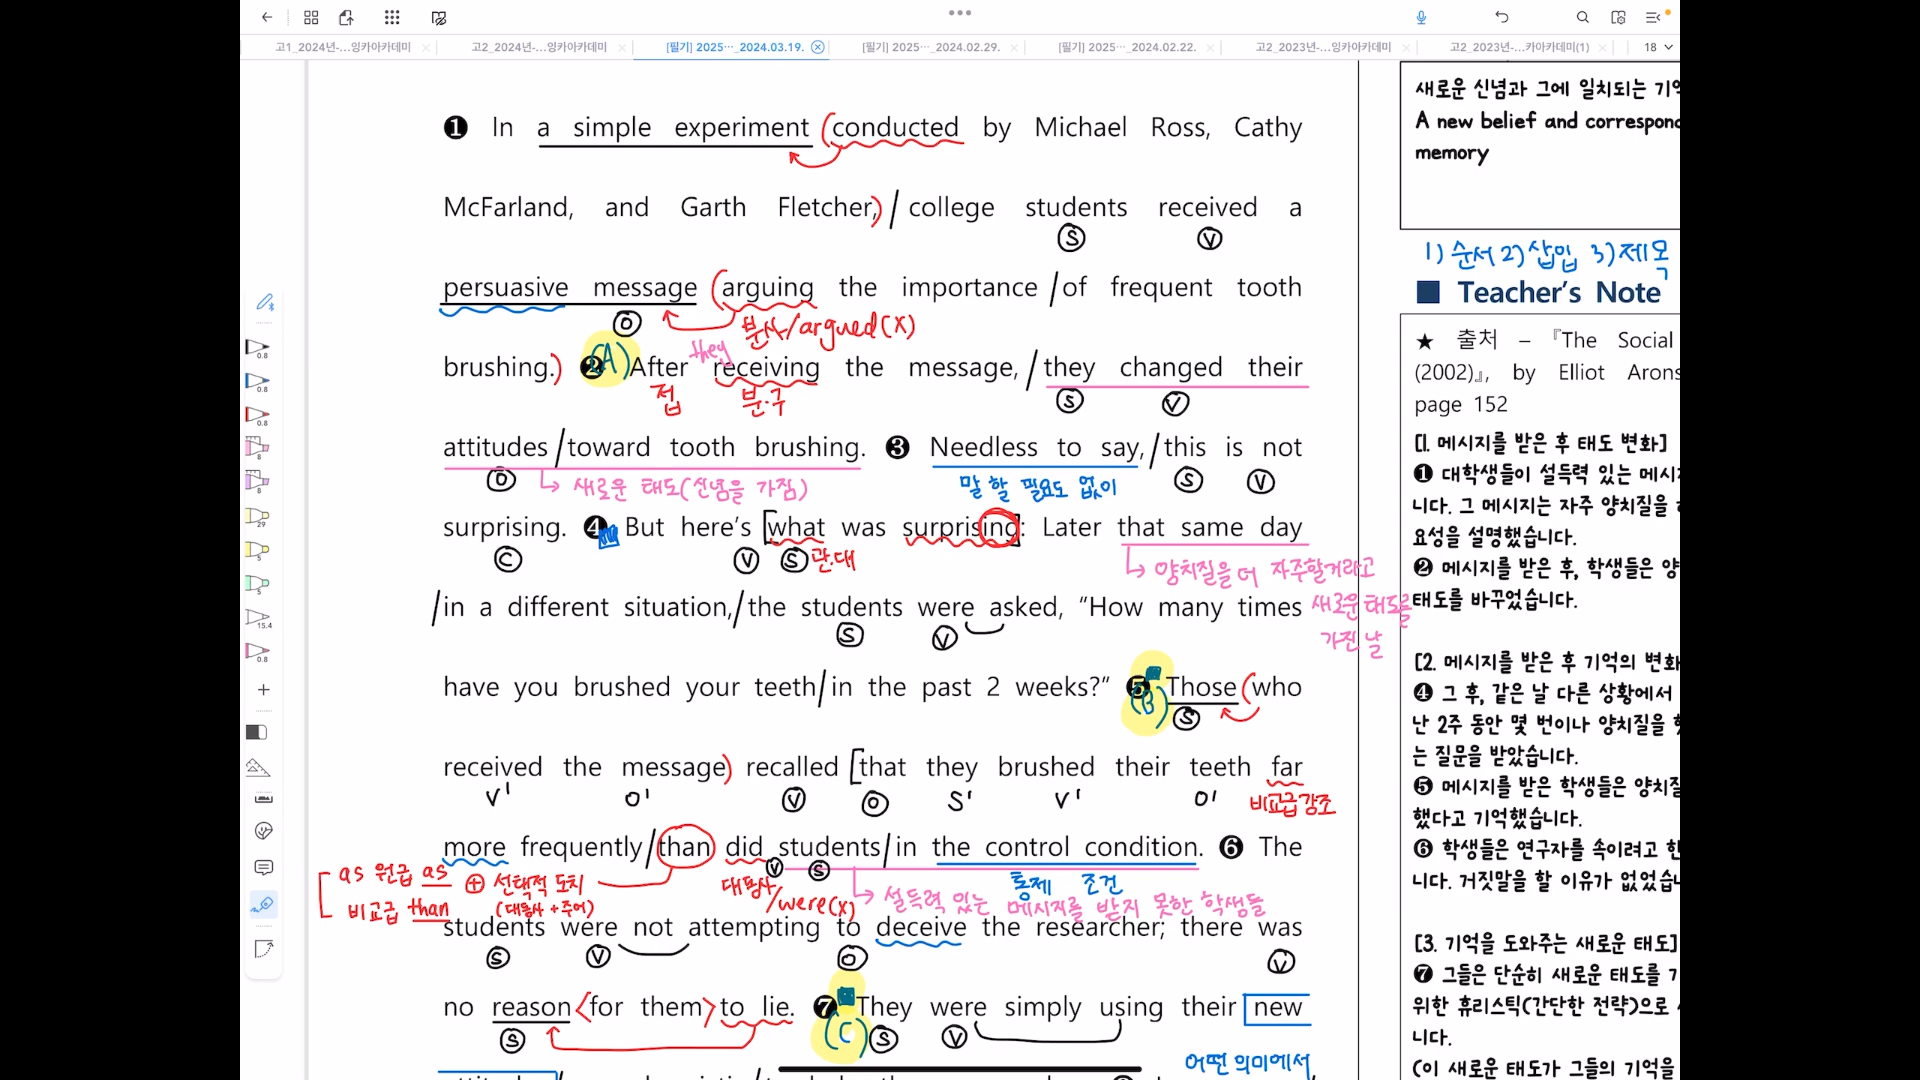 고1_2024년-...잉카아카데미
고2_2024년-...잉카아카데미
[필기] 2025..._2024.03.19.
[필기] 2025..._2024.02.29.
[필기] 2025..._2024.02.22.
고2_2023년-...잉카아카데미
고2_2023년-...카아카데미(1)
18
❶ In a simple experiment (conducted by Michael Ross, Cathy
McFarland, and Garth Fletcher,) / college students received a
S V
persuasive message (arguing the importance / of frequent tooth
O 분사/argued(X)
they
brushing.) ❷ (A) After receiving the message, / they changed their
접 분.구 S V
attitudes / toward tooth brushing. ❸ Needless to say, / this is not
O 새로운 태도(신념을 가짐) 말 할 필요도 없이 S V
surprising. ❹ But here's [what was surprising]: Later that same day
C V S 관.대 양치질을 더 자주할거라고
/ in a different situation, / the students were asked, “How many times
새로운 태도를
S V 가진 날
have you brushed your teeth / in the past 2 weeks?” ❺ Those (who
(B) S
received the message) recalled [that they brushed their teeth far
V' O' V O S' V' O' 비교급강조
more frequently / than did students / in the control condition. ❻ The
V S
as 원급 as ⊕ 선택적 도치 대동사 통제 조건
비교급 than (대동사+주어) /were(X) 설득력 있는 메시지를 받지 못한 학생들
students were not attempting to deceive the researcher; there was
S V O V
no reason <for them> to lie. ❼ They were simply using their new
S (C) S V
어떤 의미에서
새로운 신념과 그에 일치되는 기억
A new belief and correspond
memory
1) 순서 2) 삽입 3) 제목
■ Teacher's Note
★ 출처 – 『The Social
(2002)』, by Elliot Arons
page 152
[1. 메시지를 받은 후 태도 변화]
❶ 대학생들이 설득력 있는 메시
니다. 그 메시지는 자주 양치질을
요성을 설명했습니다.
❷ 메시지를 받은 후, 학생들은 양
태도를 바꾸었습니다.
[2. 메시지를 받은 후 기억의 변화
❹ 그 후, 같은 날 다른 상황에서
난 2주 동안 몇 번이나 양치질을
는 질문을 받았습니다.
❺ 메시지를 받은 학생들은 양치질
했다고 기억했습니다.
❻ 학생들은 연구자를 속이려고 한
니다. 거짓말을 할 이유가 없었습니
[3. 기억을 도와주는 새로운 태도]
❼ 그들은 단순히 새로운 태도를
위한 휴리스틱(간단한 전략)으로
니다.
(이 새로운 태도가 그들의 기억을